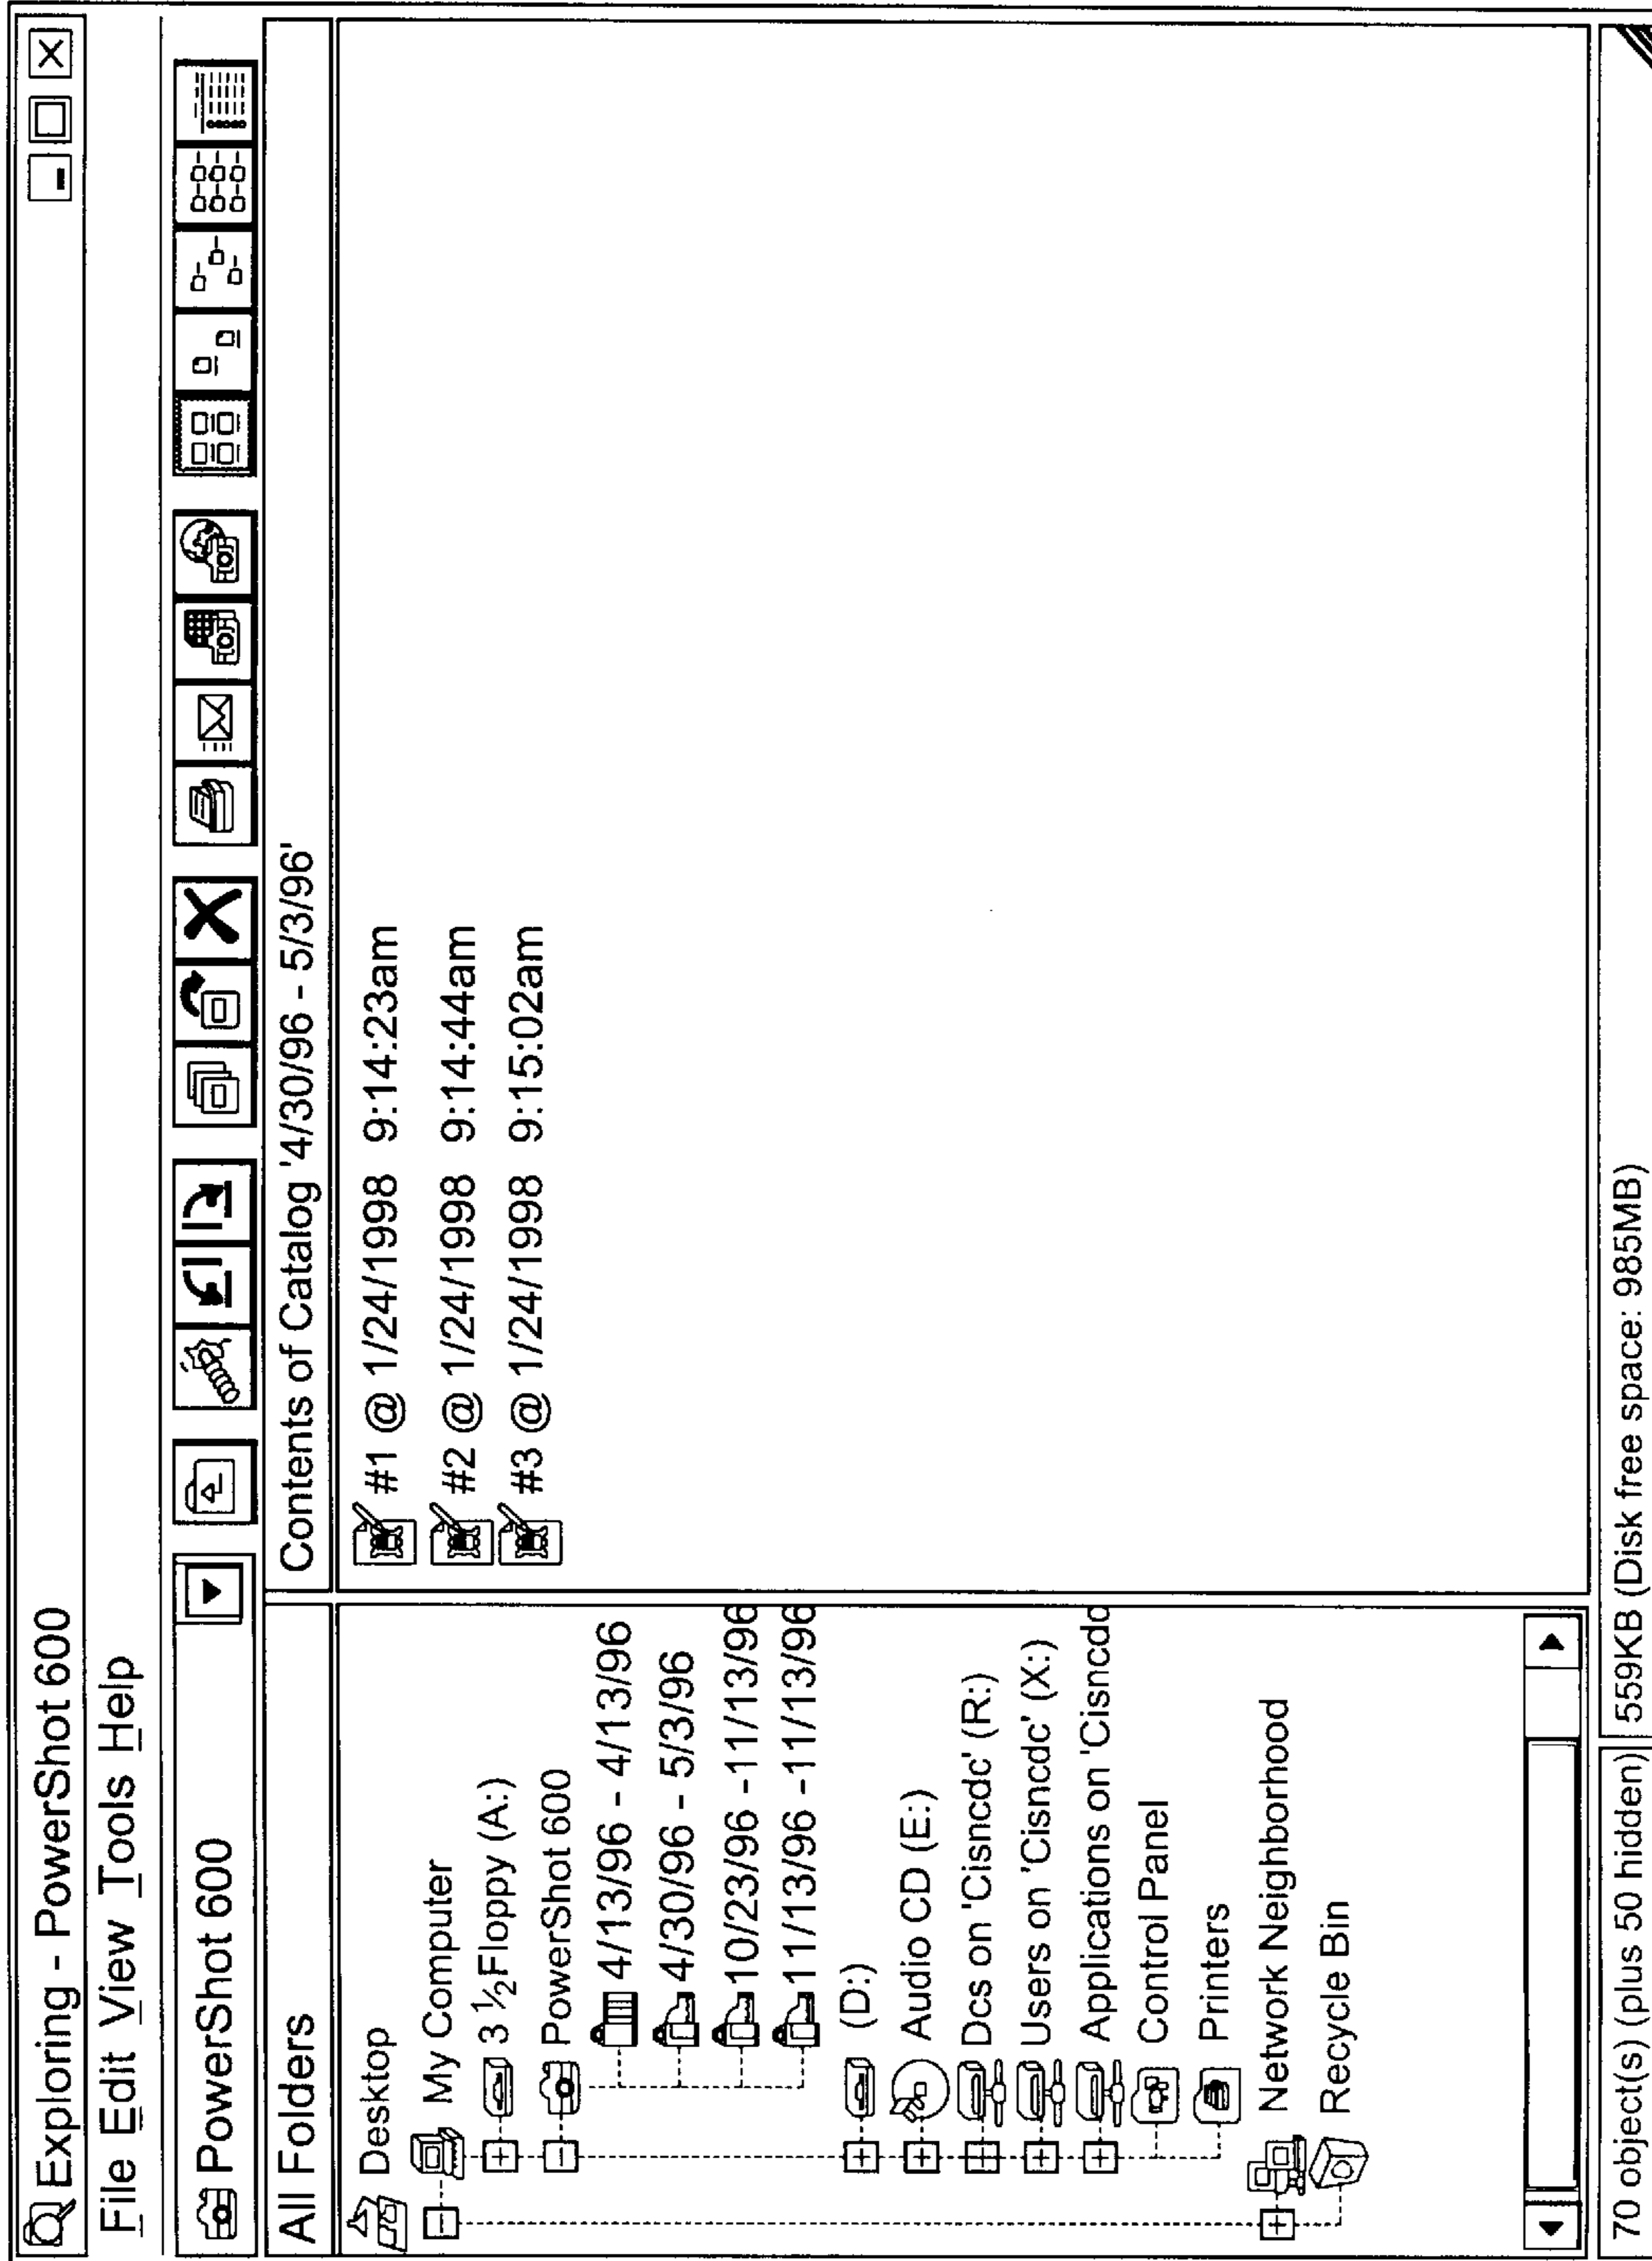 Exploring - PowerShot 600
File Edit View Tools Help
PowerShot 600
All Folders
Contents of Catalog '4/30/96 - 5/3/96'
Desktop
My Computer
3 ½ Floppy (A:)
PowerShot 600
4/13/96 - 4/13/96
4/30/96 - 5/3/96
10/23/96 -11/13/96
11/13/96 -11/13/96
(D:)
Audio CD (E:)
Dcs on 'Cisncdc' (R:)
Users on 'Cisncdc' (X:)
Applications on 'Cisncdc
Control Panel
Printers
Network Neighborhood
Recycle Bin
#1 @ 1/24/1998 9:14:23am
#2 @ 1/24/1998 9:14:44am
#3 @ 1/24/1998 9:15:02am
70 object(s) (plus 50 hidden)
559KB (Disk free space: 985MB)